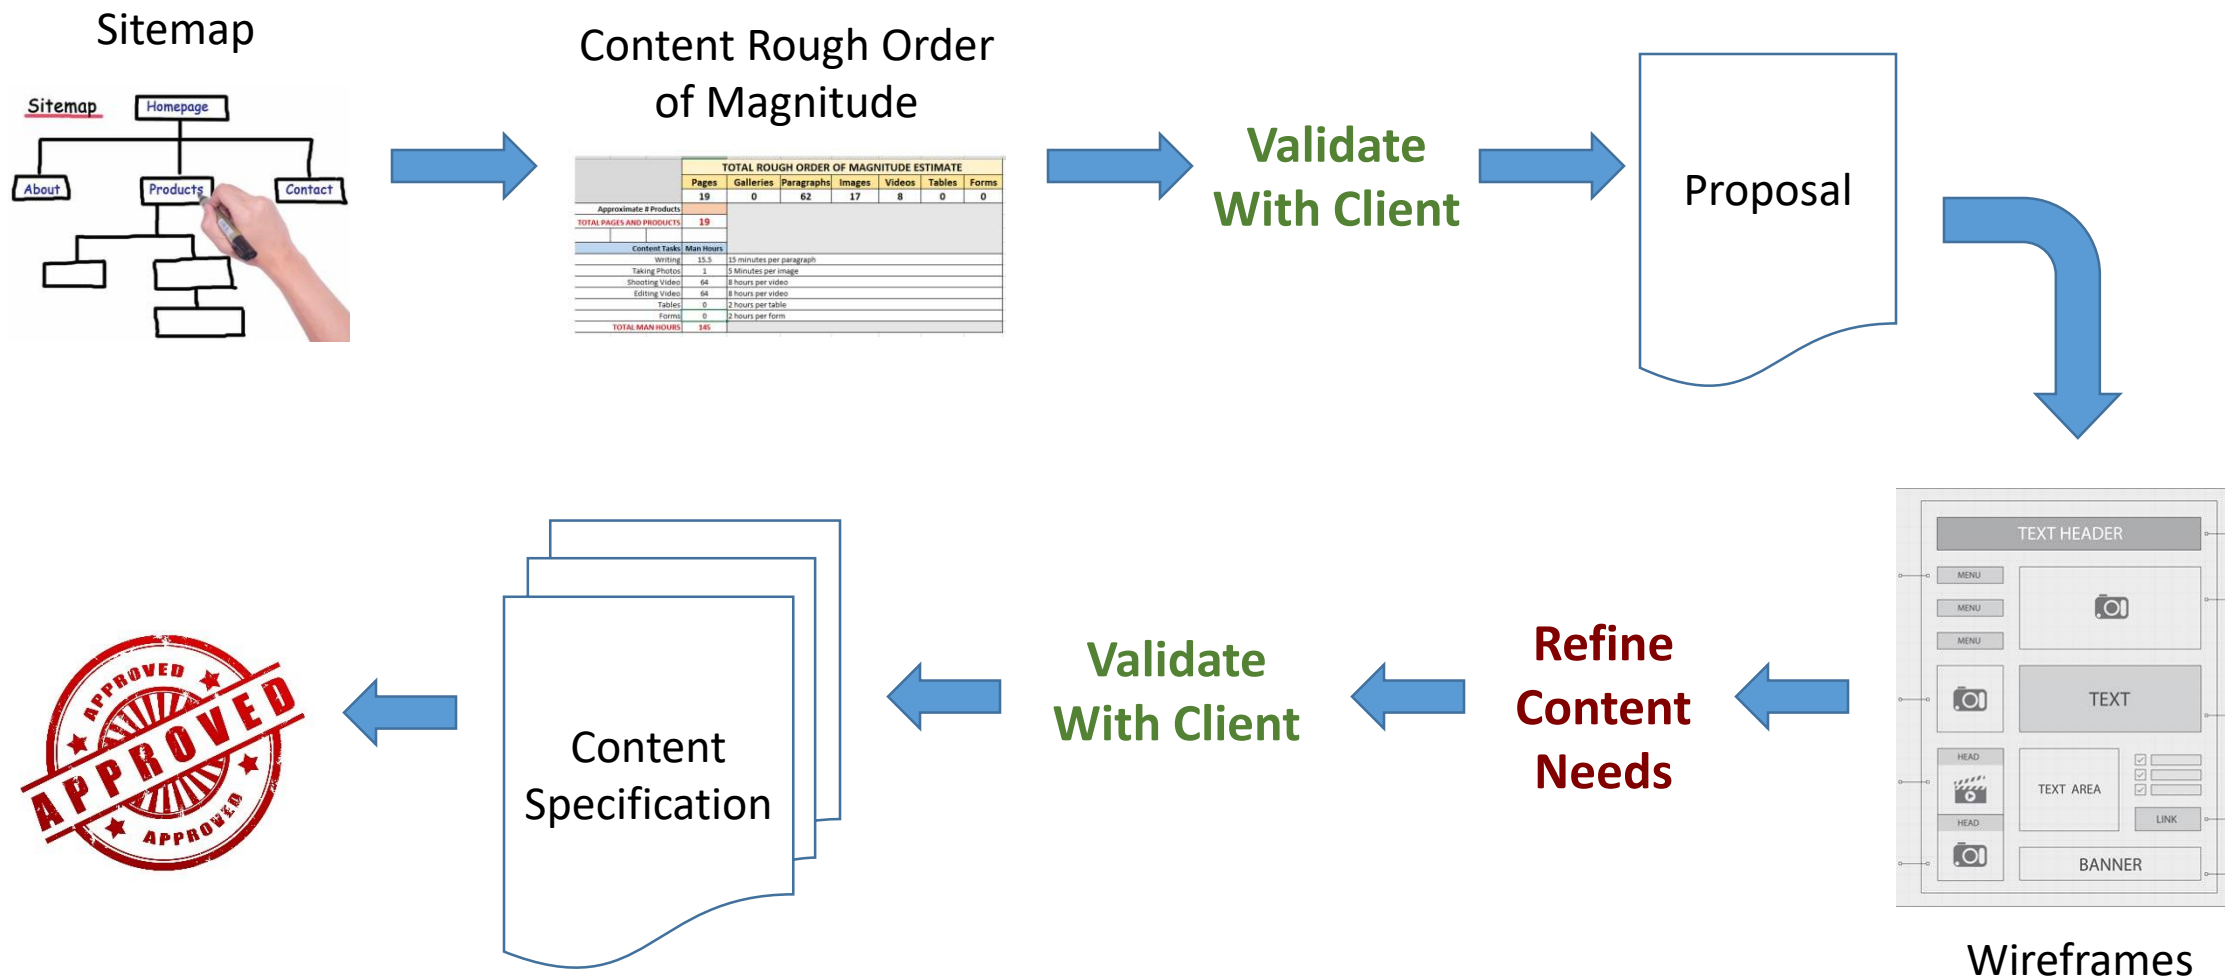 Sitemap
Content Rough Order
of Magnitude
Sitemap
Homepage
About
Products
Contact
TOTAL ROUGH ORDER OF MAGNITUDE ESTIMATE
Pages Galleries Paragraphs Images Videos Tables Forms
19 0 62 17 8 0 0
Approximate # Products
TOTAL PAGES AND PRODUCTS 19
Content Tasks Man Hours
Writing 15.5 15 minutes per paragraph
Taking Photos 1 5 Minutes per image
Shooting Video 64 8 hours per video
Editing Video 64 8 hours per video
Tables 0 2 hours per table
Forms 0 2 hours per form
TOTAL MAN HOURS 145
Validate
With Client
Proposal
TEXT HEADER
MENU
MENU
MENU
TEXT
HEAD
TEXT AREA
LINK
HEAD
BANNER
Wireframes
Refine
Content
Needs
Validate
With Client
Content
Specification
APPROVED
APPROVED
APPROVED